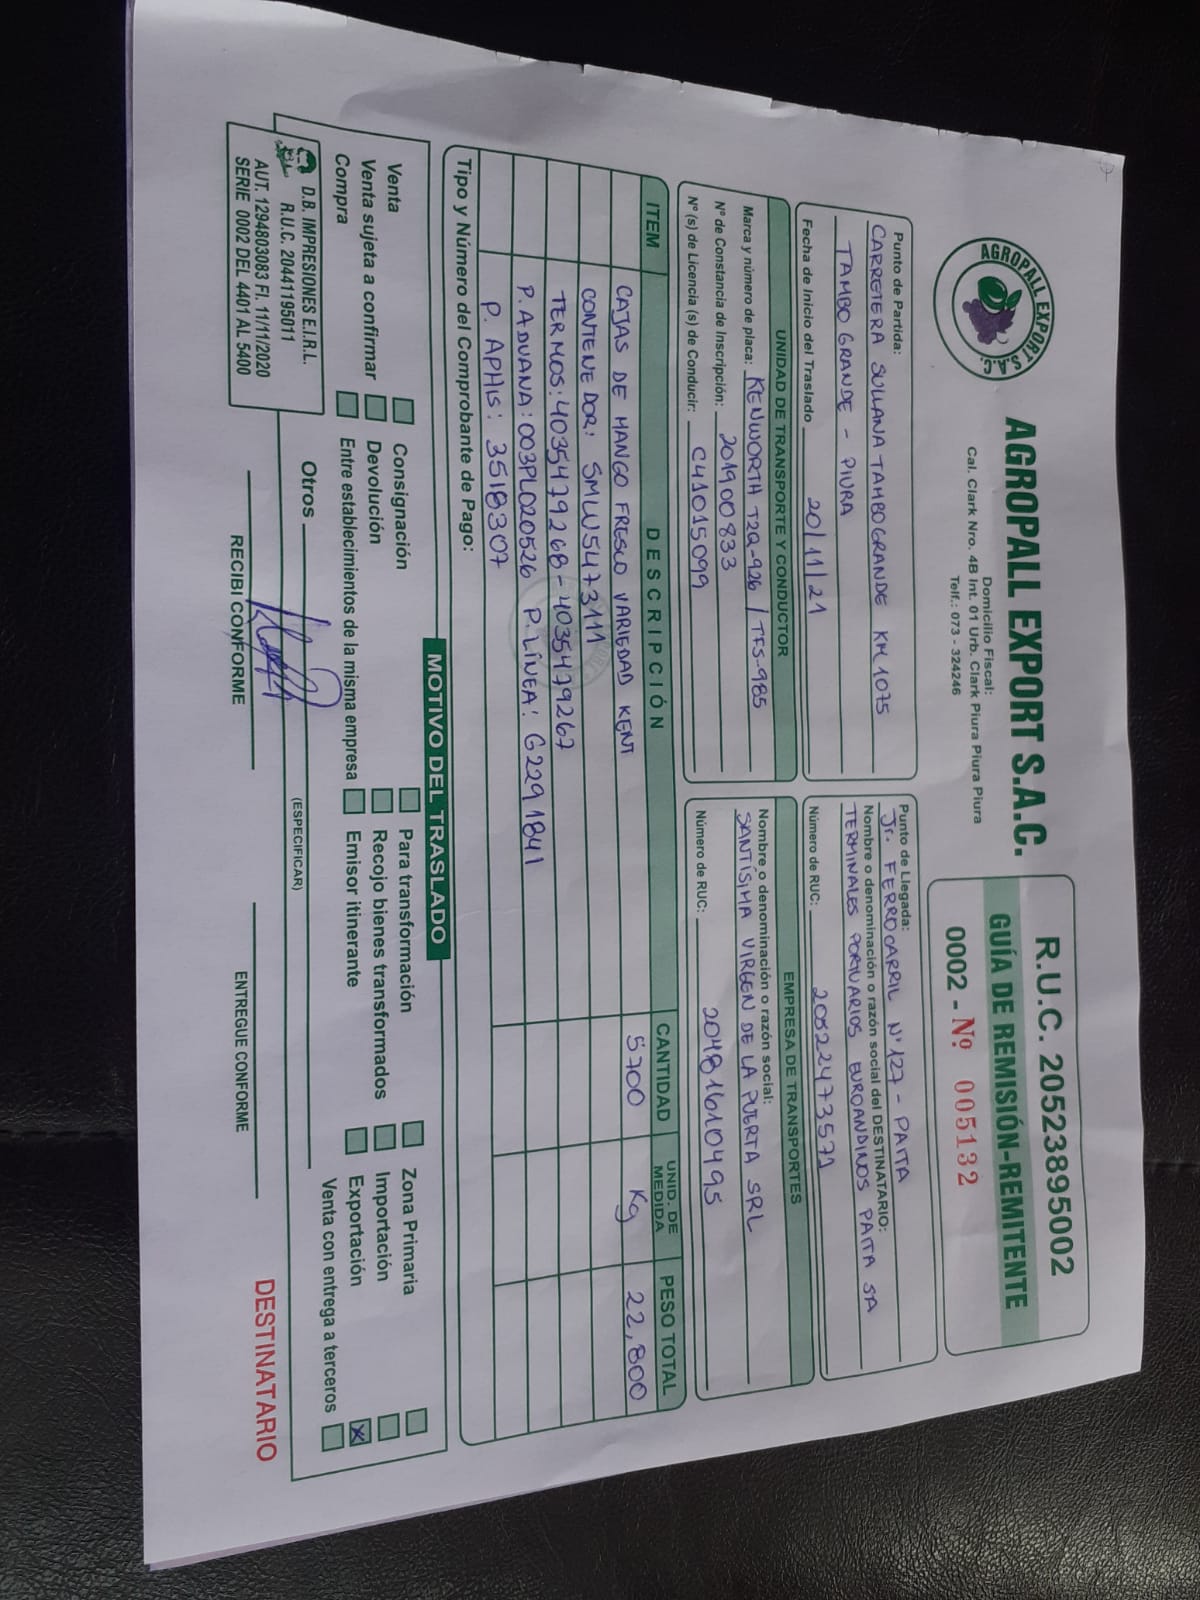 AGROPALL EXPORT S.A.C.
AGROPALL EXPORT S.A.C.
Domicilio Fiscal:
Cal. Clark Nro. 4B Int. 01 Urb. Clark Piura Piura Piura
Telf.: 073 - 324246
R.U.C. 20523895002
GUÍA DE REMISIÓN-REMITENTE
0002 - Nº 005132
Punto de Partida:
CARRETERA SULLANA TAMBOGRANDE KM 1075
TAMBO GRANDE - PIURA
Fecha de Inicio del Traslado 20/11/21
Punto de Llegada:
Jr. FERROCARRIL N° 127 - PAITA
Nombre o denominación o razón social del DESTINATARIO:
TERMINALES PORTUARIOS EUROANDINOS PAITA SA
Número de RUC: 20522473571
UNIDAD DE TRANSPORTE Y CONDUCTOR
Marca y número de placa: KENWORTH T2Q-926 / TFS-985
Nº de Constancia de Inscripción: 201900833
Nº (s) de Licencia (s) de Conducir: C41015099
EMPRESA DE TRANSPORTES
Nombre o denominación o razón social:
SANTÍSIMA VIRGEN DE LA PUERTA SRL
Número de RUC: 20481610495
ITEM DESCRIPCIÓN CANTIDAD UNID. DE MEDIDA PESO TOTAL
CAJAS DE MANGO FRESCO VARIEDAD KENT 5700 Kg 22,800
CONTENEDOR: SMLU5473111
TERMOS: 4035479268 - 4035479267
P. ADUANA: 003PL020526 P. LÍNEA: G2291841
P. APHIS: 3518307
Tipo y Número del Comprobante de Pago:
MOTIVO DEL TRASLADO
Venta Consignación Para transformación Zona Primaria
Venta sujeta a confirmar Devolución Recojo bienes transformados Importación
Compra Entre establecimientos de la misma empresa Emisor itinerante Exportación X
Venta con entrega a terceros
Otros
(ESPECIFICAR)
D.B. IMPRESIONES E.I.R.L.
R.U.C. 20441195011
AUT. 1294803083 FI. 11/11/2020
SERIE 0002 DEL 4401 AL 5400
RECIBI CONFORME
ENTREGUE CONFORME
DESTINATARIO